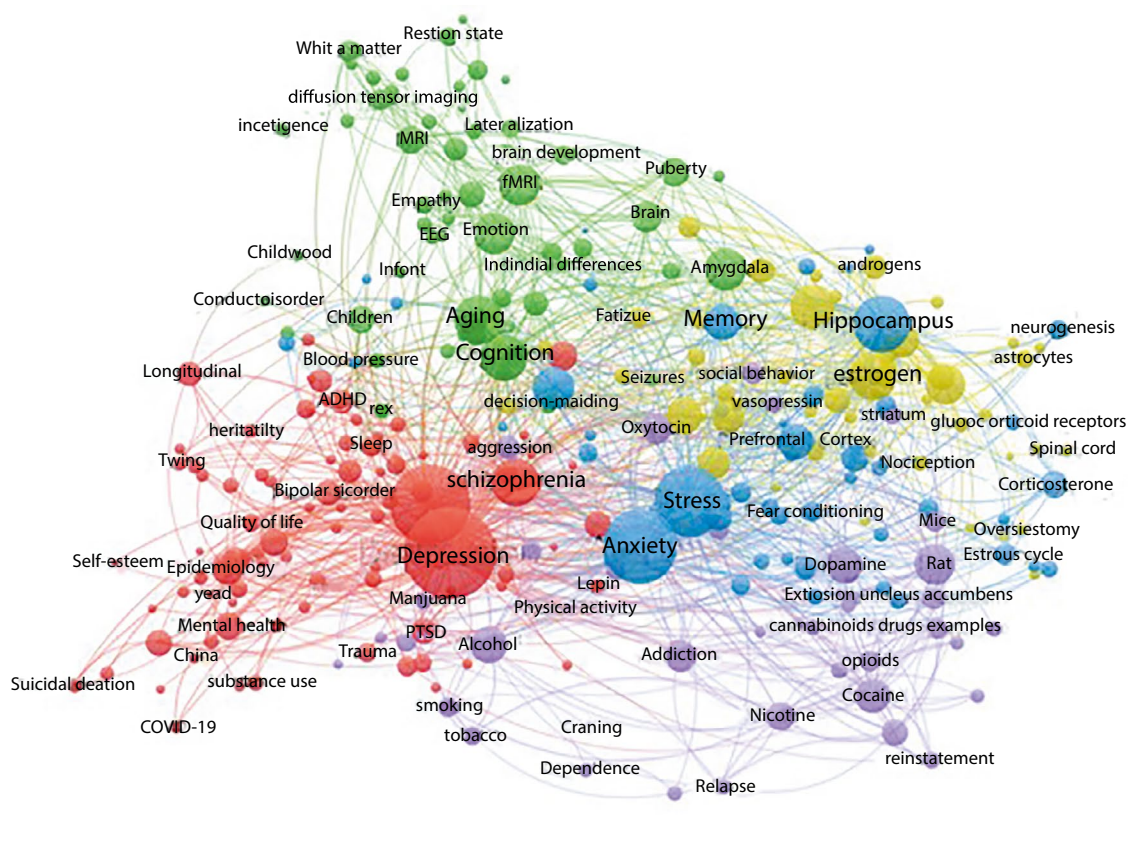 Restion state
Whit a matter
diffusion tensor imaging
incetigence
Later alization
MRI
brain development
Puberty
fMRI
Empathy
Brain
EEG
Emotion
Childwood
Indindial differences
Infont
Amygdala
androgens
Conductoisorder
Children
Aging
Fatizue
Memory
Hippocampus
neurogenesis
Blood pressure
Cognition
astrocytes
Longitudinal
Seizures
social behavior
estrogen
ADHD
rex
decision-maiding
vasopressin
striatum
gluooc orticoid receptors
heritatilty
Oxytocin
Sleep
aggression
Prefrontal
Cortex
Spinal cord
Twing
Nociception
schizophrenia
Bipolar sicorder
Corticosterone
Stress
Fear conditioning
Quality of life
Mice
Oversiestomy
Anxiety
Depression
Estrous cycle
Self-esteem
Epidemiology
Dopamine
Rat
Lepin
yead
Manjuana
Extiosion uncleus accumbens
Physical activity
Mental health
PTSD
cannabinoids drugs examples
Alcohol
Trauma
China
Addiction
opioids
Suicidal deation
substance use
Cocaine
smoking
Nicotine
COVID-19
Craning
tobacco
reinstatement
Dependence
Relapse